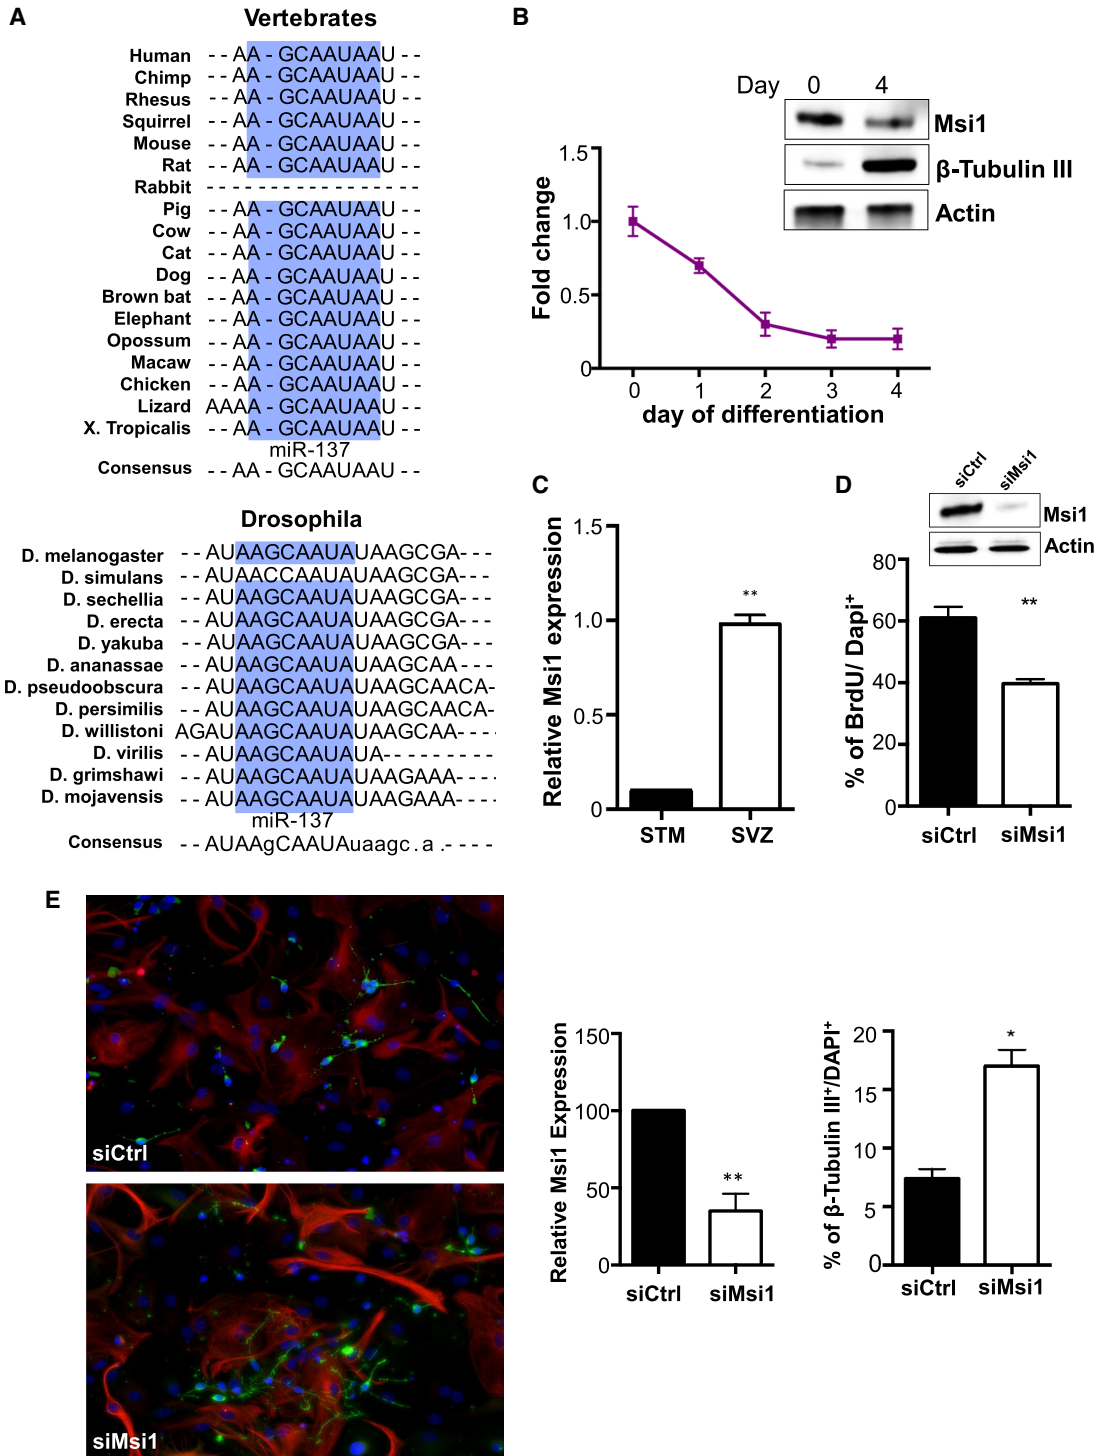 A
Vertebrates
Human --AA-GCAAUAAU--
Chimp --AA-GCAAUAAU--
Rhesus --AA-GCAAUAAU--
Squirrel --AA-GCAAUAAU--
Mouse --AA-GCAAUAAU--
Rat --AA-GCAAUAAU--
Rabbit --------------
Pig --AA-GCAAUAAU--
Cow --AA-GCAAUAAU--
Cat --AA-GCAAUAAU--
Dog --AA-GCAAUAAU--
Brown bat --AA-GCAAUAAU--
Elephant --AA-GCAAUAAU--
Opossum --AA-GCAAUAAU--
Macaw --AA-GCAAUAAU--
Chicken --AA-GCAAUAAU--
Lizard AAAA-GCAAUAAU--
X. Tropicalis --AA-GCAAUAAU--
miR-137
Consensus --AA-GCAAUAAU--
Drosophila
D. melanogaster --AUAAGCAAUAUAAGCGA---
D. simulans --AUAACCAAUAUAAGCGA---
D. sechellia --AUAAGCAAUAUAAGCGA---
D. erecta --AUAAGCAAUAUAAGCGA---
D. yakuba --AUAAGCAAUAUAAGCGA---
D. ananassae --AUAAGCAAUAUAAGCAA---
D. pseudoobscura --AUAAGCAAUAUAAGCAACA-
D. persimilis --AUAAGCAAUAUAAGCAACA-
D. willistoni AGAUAAGCAAUAUAAGCAA----
D. virilis --AUAAGCAAUAUA---------
D. grimshawi --AUAAGCAAUAUAAGAAA----
D. mojavensis --AUAAGCAAUAUAAGAAA----
miR-137
Consensus --AUAAgCAAUAuaagc.a.----
B
Day 0 4
Msi1
β-Tubulin III
Actin
Fold change
1.5
1.0
0.5
0
0 1 2 3 4
day of differentiation
C
Relative Msi1 expression
1.5
1.0
0.5
0
**
STM SVZ
D
siCtrl siMsi1
Msi1
Actin
% of BrdU/ Dapi+
80
60
40
20
0
**
siCtrl siMsi1
E
siCtrl
siMsi1
Relative Msi1 Expression
150
100
50
0
**
siCtrl siMsi1
% of β-Tubulin III+/DAPI+
20
15
10
5
0
*
siCtrl siMsi1